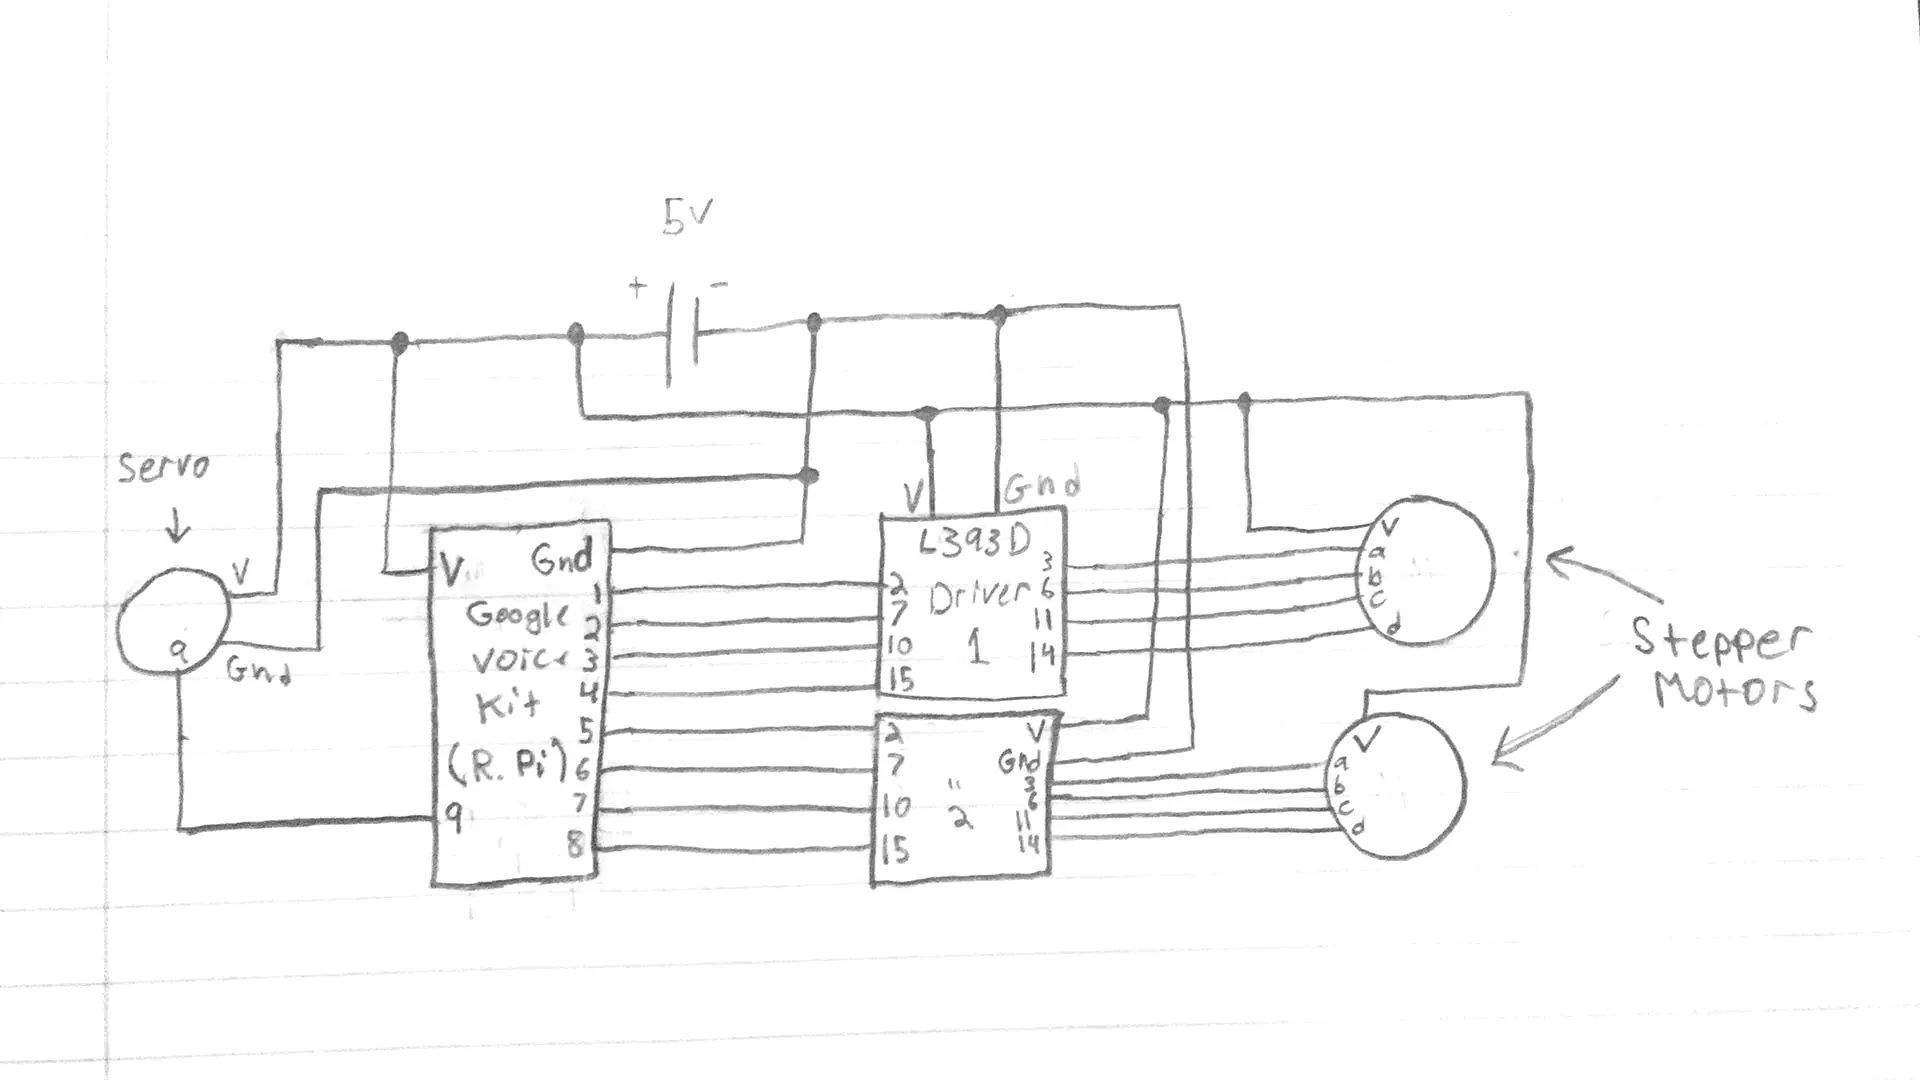 5V
+ -
Servo
V
a
Gnd
V Gnd
Google
Voice
Kit
(R. Pi)
9
1
2
3
4
5
6
7
8
V Gnd
L393D
Driver
1
2
7
10
15
3
6
11
14
"
2
2
7
10
15
V
Gnd
3
6
11
14
V
a
b
c
d
V
a
b
c
d
Stepper
Motors